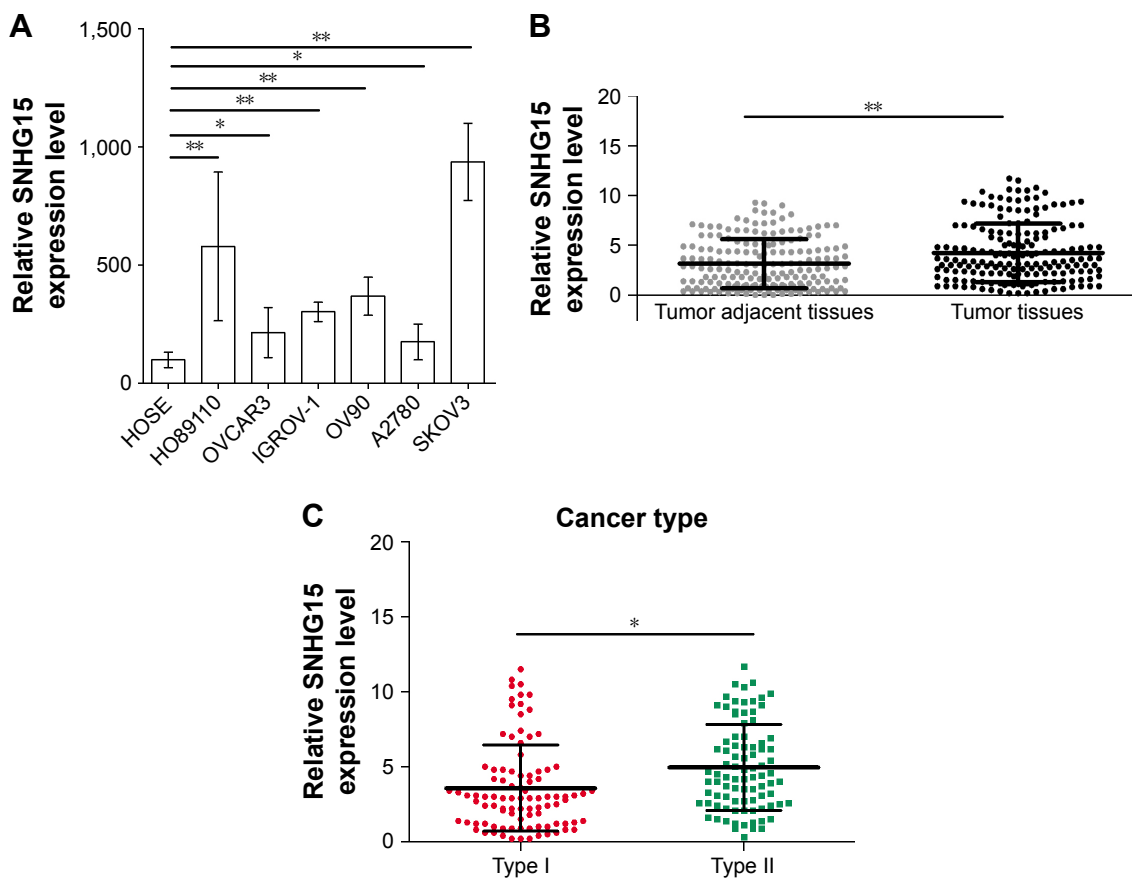 A
Relative SNHG15
expression level
1,500
1,000
500
0
**
*
**
**
*
**
HOSE
HO89110
OVCAR3
IGROV-1
OV90
A2780
SKOV3
B
Relative SNHG15
expression level
20
15
10
5
0
**
Tumor adjacent tissues
Tumor tissues
C
Cancer type
Relative SNHG15
expression level
20
15
10
5
0
*
Type I
Type II